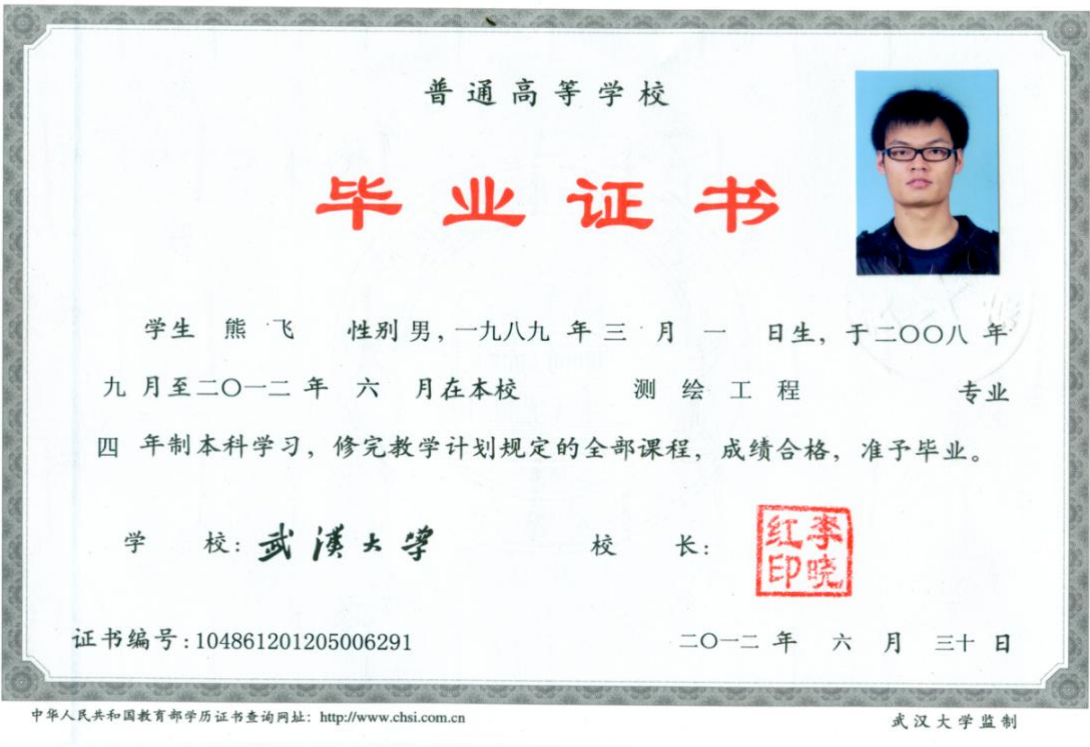 普通高等学校
毕业证书
学生 熊飞 性别 男，一九八九 年 三 月 一 日生，于二〇〇八 年
九 月至二〇一二 年 六 月在本校 测绘工程 专业
四 年制本科学习，修完教学计划规定的全部课程，成绩合格，准予毕业。
学 校：武漢大学 校 长：李晓红印
证书编号：104861201205006291 二〇一二 年 六 月 三十 日
中华人民共和国教育部学历证书查询网址：http://www.chsi.com.cn 武汉大学监制